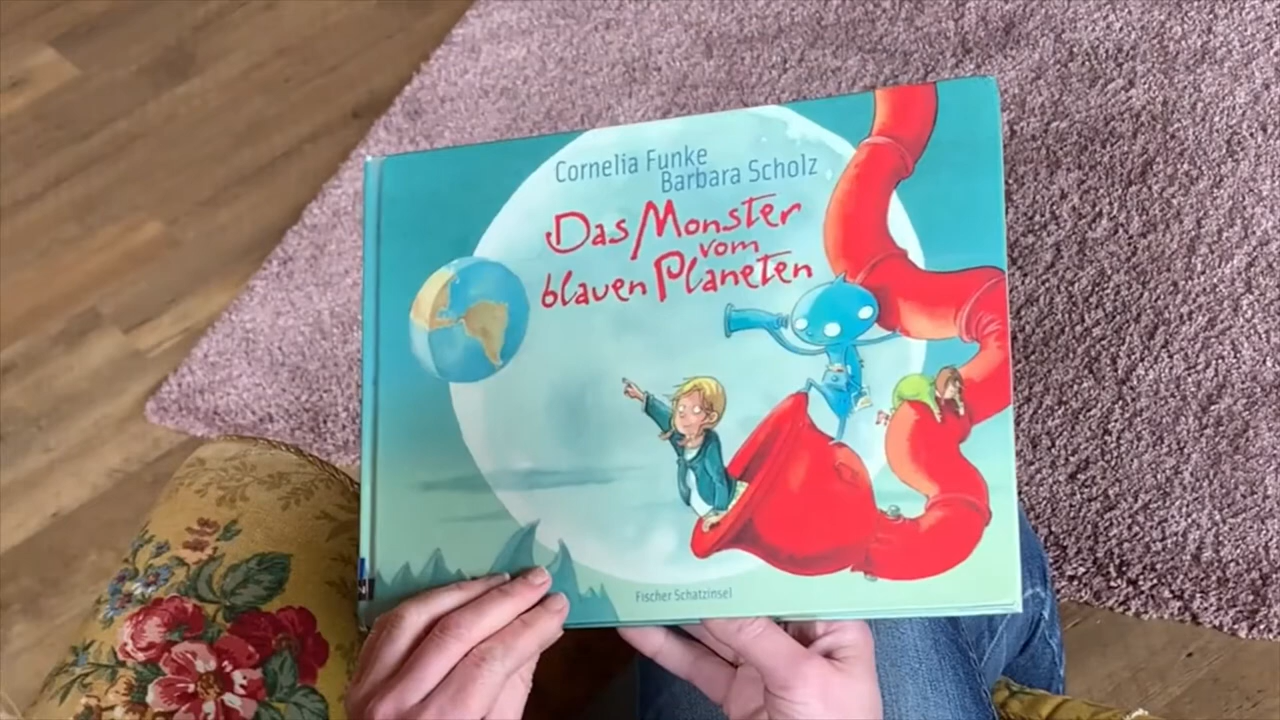 Cornelia Funke
Barbara Scholz
Das Monster
vom
blauen Planeten
Fischer Schatzinsel